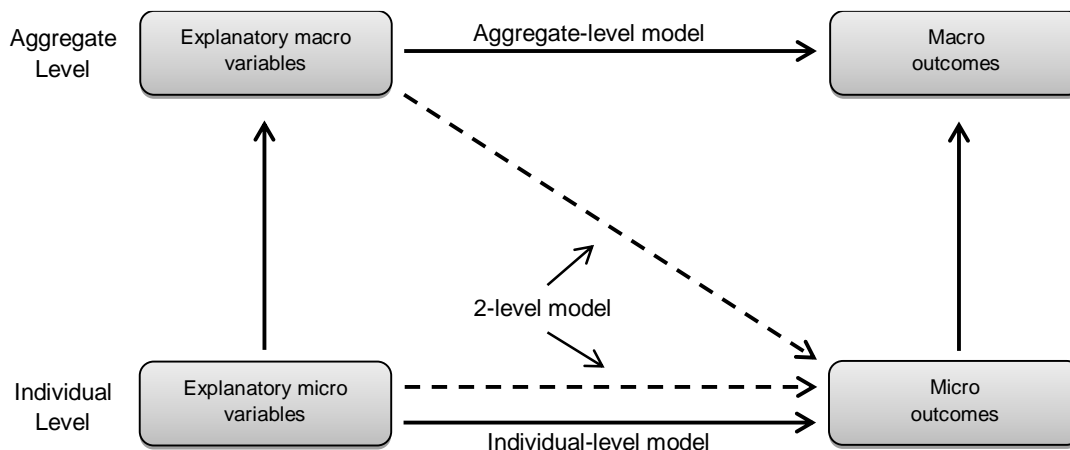 Aggregate
Level
Explanatory macro
variables
Aggregate-level model
Macro
outcomes
2-level model
Individual
Level
Explanatory micro
variables
Individual-level model
Micro
outcomes